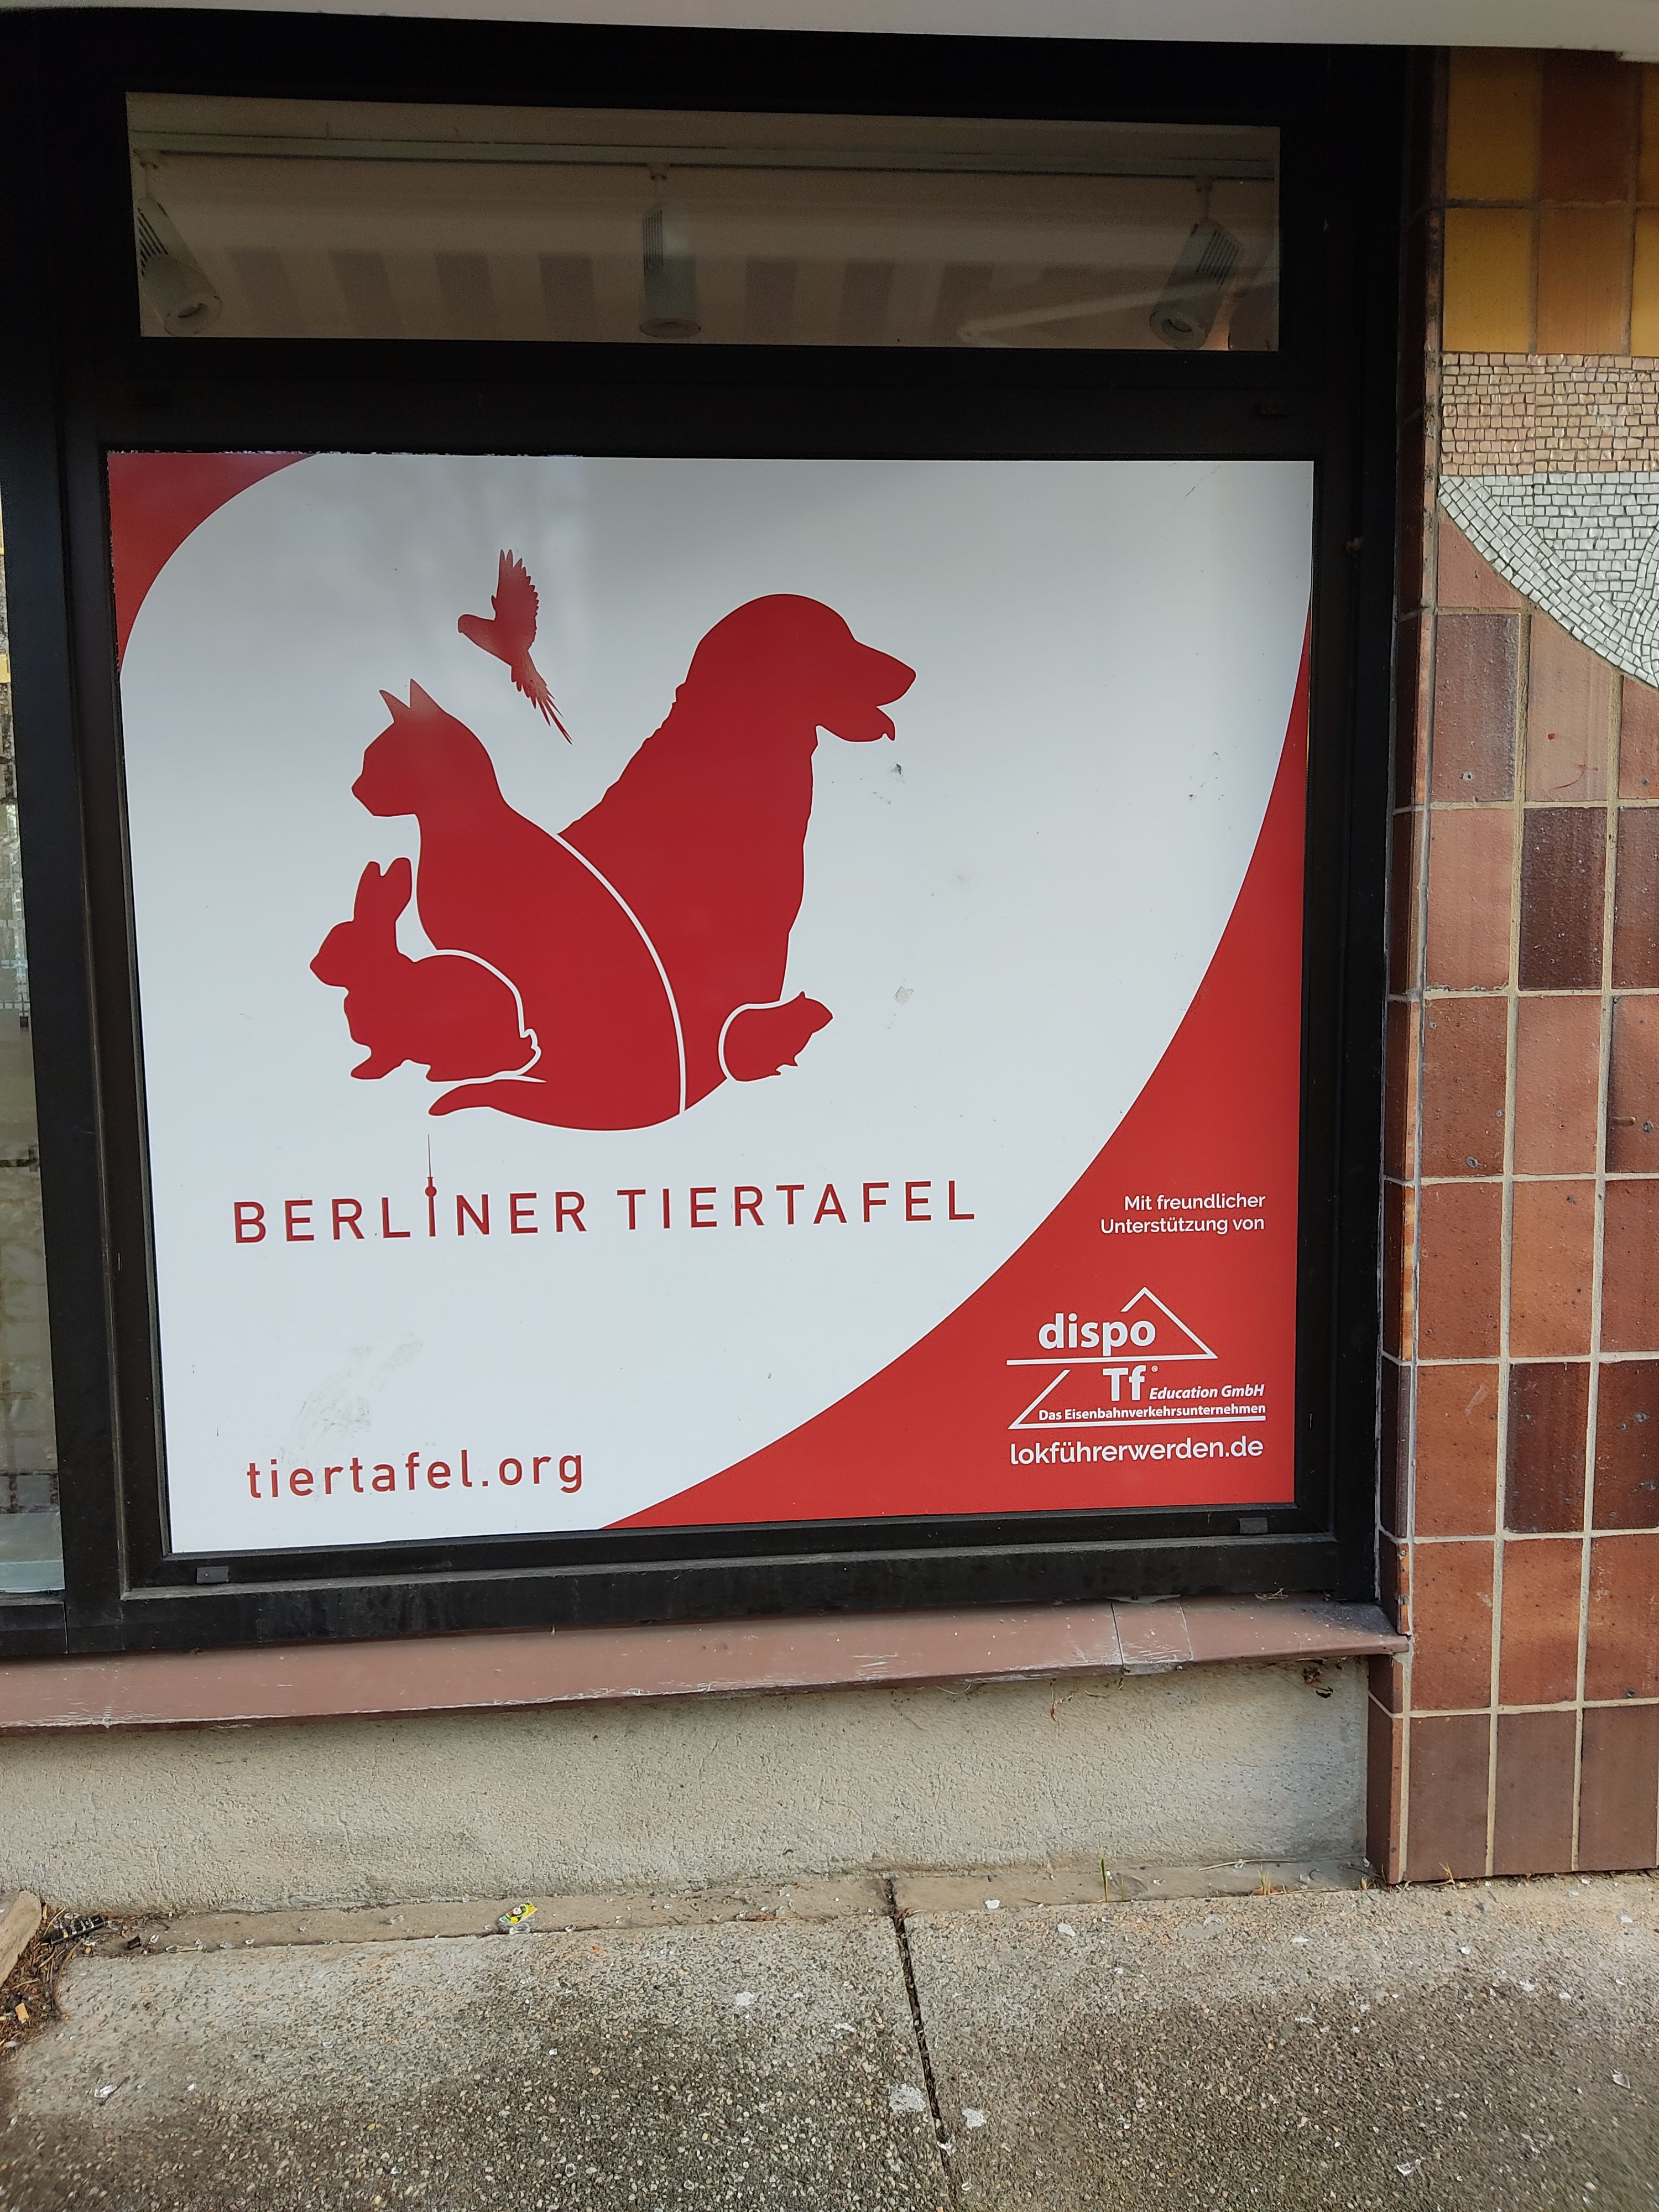 BERLINER TIERTAFEL
tiertafel.org
Mit freundlicher
Unterstützung von
dispo
Tf® Education GmbH
Das Eisenbahnverkehrsunternehmen
lokführerwerden.de